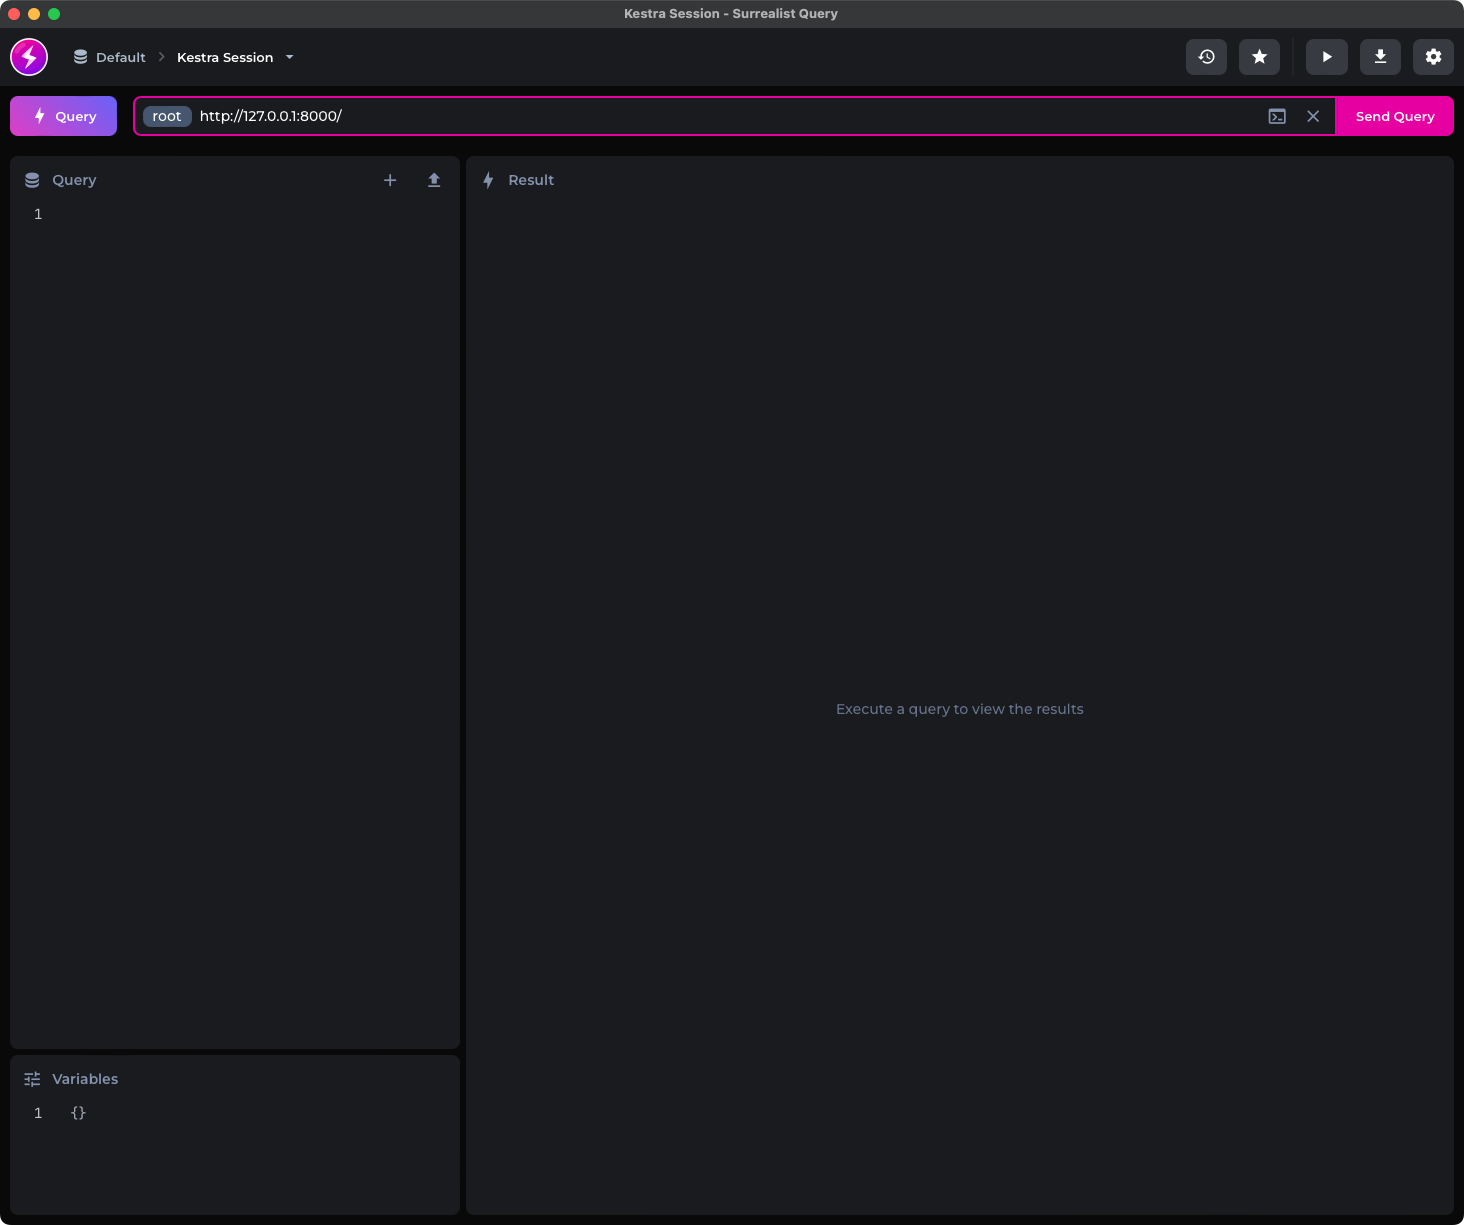 Kestra Session - Surrealist Query
Default
Kestra Session
Query
root http://127.0.0.1:8000/
Send Query
Query
1
Result
Execute a query to view the results
Variables
1 {}